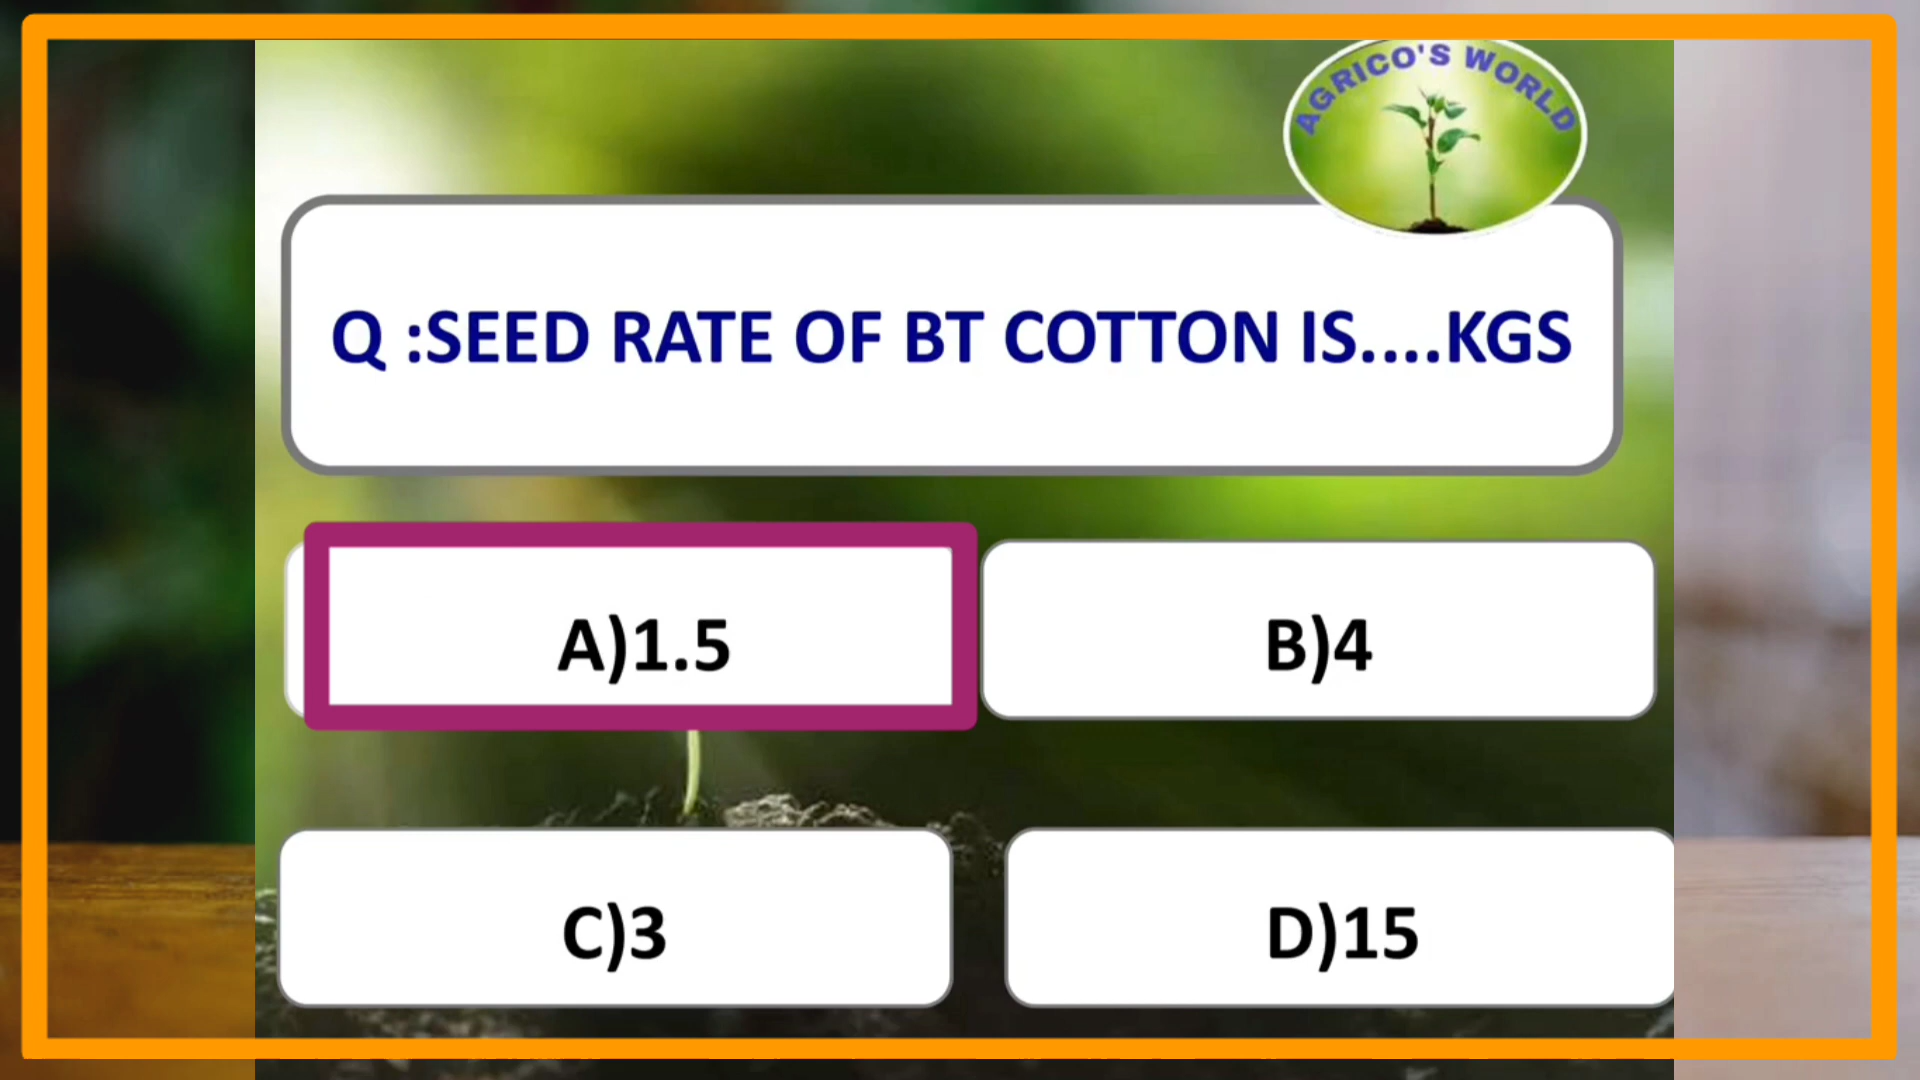 AGRICO'S WORLD
Q :SEED RATE OF BT COTTON IS....KGS
A)1.5
B)4
C)3
D)15